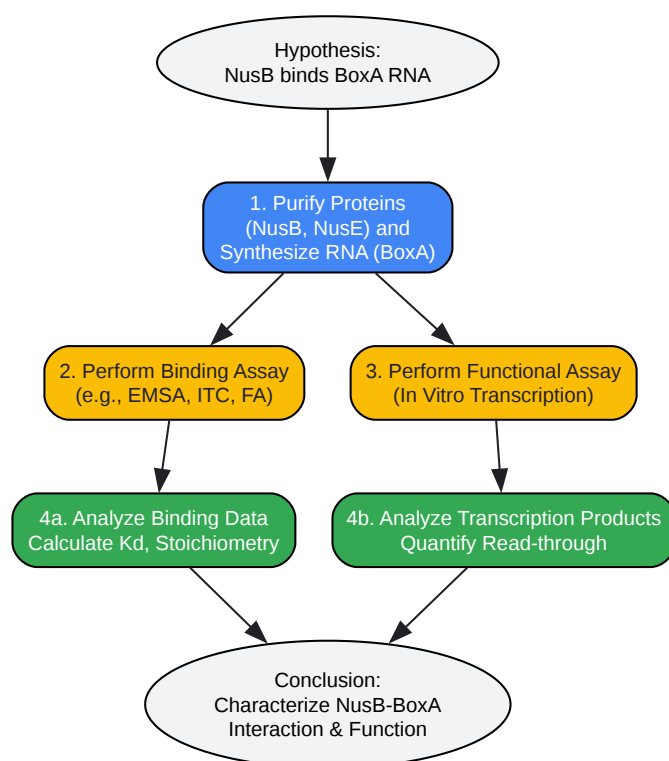 Hypothesis:
NusB binds BoxA RNA
1. Purify Proteins
(NusB, NusE) and
Synthesize RNA (BoxA)
2. Perform Binding Assay
(e.g., EMSA, ITC, FA)
3. Perform Functional Assay
(In Vitro Transcription)
4a. Analyze Binding Data
Calculate Kd, Stoichiometry
4b. Analyze Transcription Products
Quantify Read-through
Conclusion:
Characterize NusB-BoxA
Interaction & Function